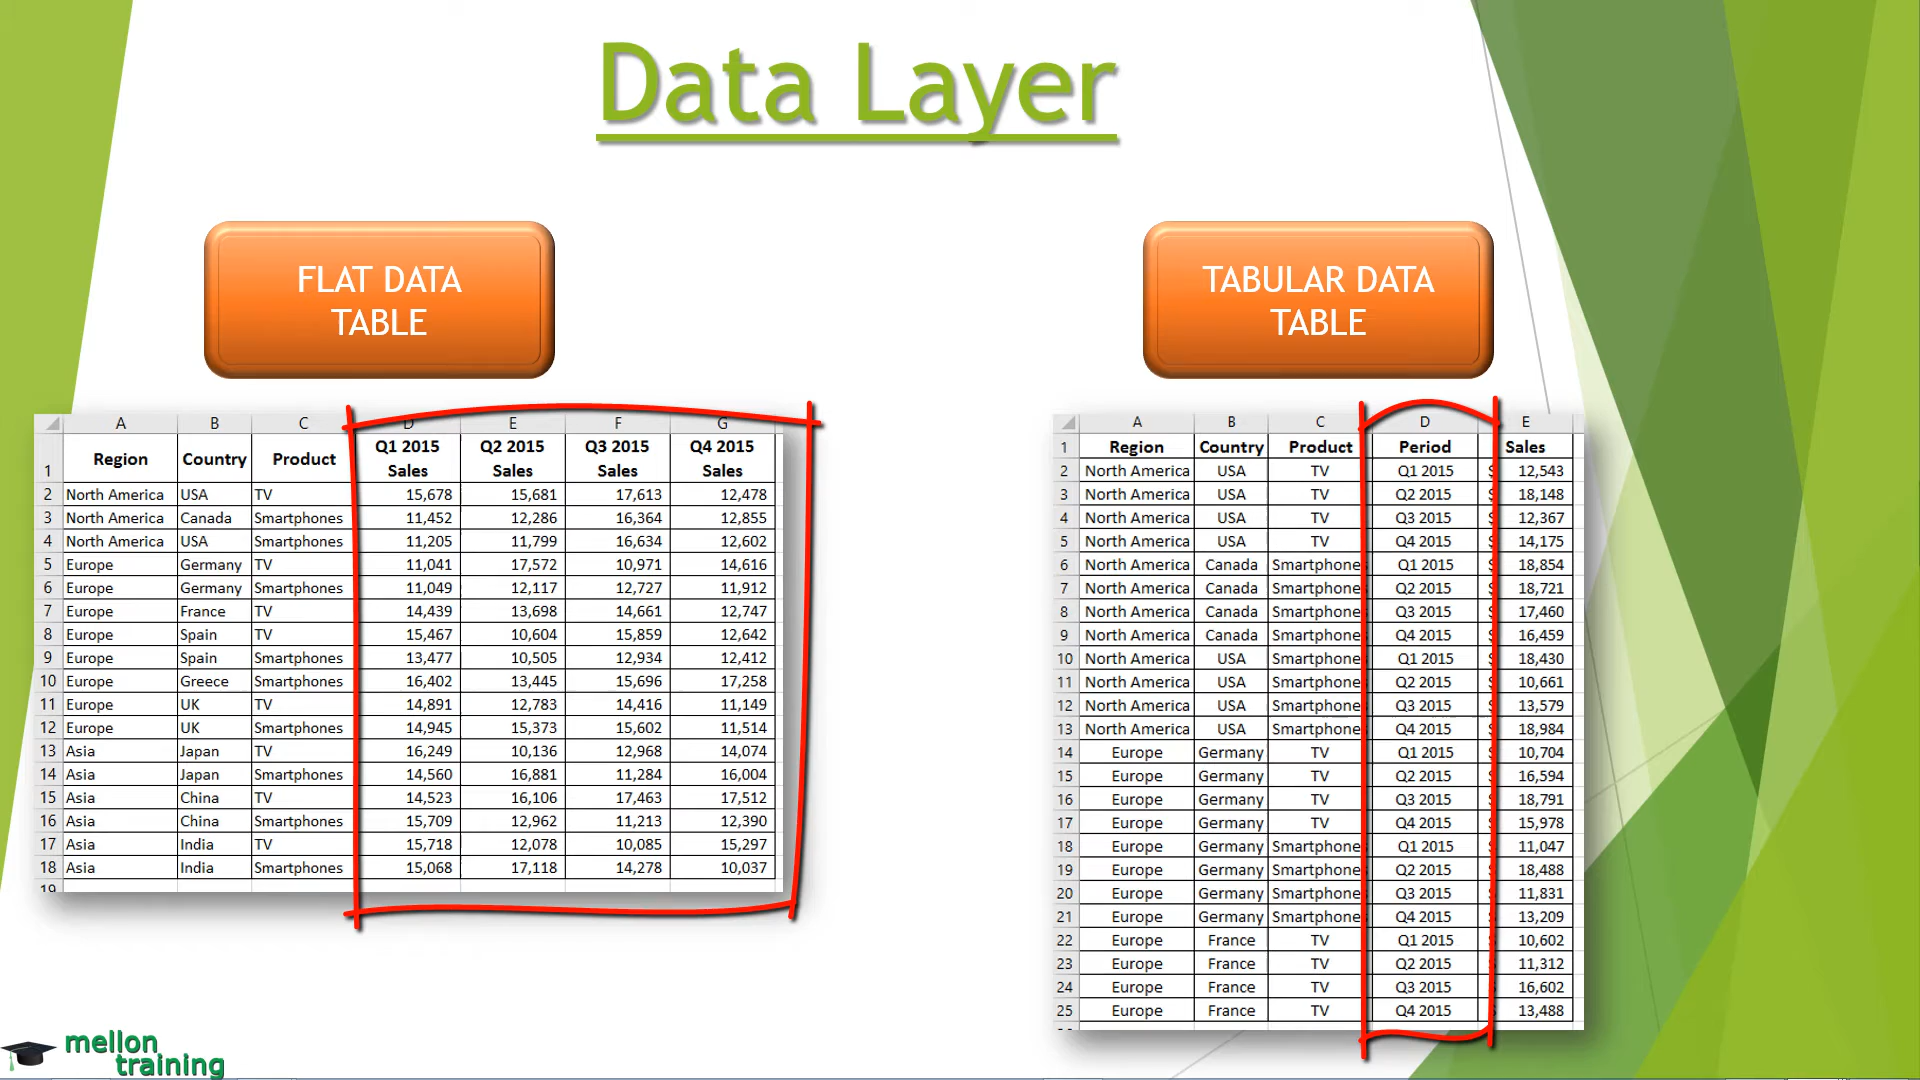 Data Layer
FLAT DATA
TABLE
A B C D E F G
1 Region Country Product Q1 2015 Sales Q2 2015 Sales Q3 2015 Sales Q4 2015 Sales
2 North America USA TV 15,678 15,681 17,613 12,478
3 North America Canada Smartphones 11,452 12,286 16,364 12,855
4 North America USA Smartphones 11,205 11,799 16,634 12,602
5 Europe Germany TV 11,041 17,572 10,971 14,616
6 Europe Germany Smartphones 11,049 12,117 12,727 11,912
7 Europe France TV 14,439 13,698 14,661 12,747
8 Europe Spain TV 15,467 10,604 15,859 12,642
9 Europe Spain Smartphones 13,477 10,505 12,934 12,412
10 Europe Greece Smartphones 16,402 13,445 15,696 17,258
11 Europe UK TV 14,891 12,783 14,416 11,149
12 Europe UK Smartphones 14,945 15,373 15,602 11,514
13 Asia Japan TV 16,249 10,136 12,968 14,074
14 Asia Japan Smartphones 14,560 16,881 11,284 16,004
15 Asia China TV 14,523 16,106 17,463 17,512
16 Asia China Smartphones 15,709 12,962 11,213 12,390
17 Asia India TV 15,718 12,078 10,085 15,297
18 Asia India Smartphones 15,068 17,118 14,278 10,037
19
TABULAR DATA
TABLE
A B C D E
1 Region Country Product Period Sales
2 North America USA TV Q1 2015 $ 12,543
3 North America USA TV Q2 2015 $ 18,148
4 North America USA TV Q3 2015 $ 12,367
5 North America USA TV Q4 2015 $ 14,175
6 North America Canada Smartphones Q1 2015 $ 18,854
7 North America Canada Smartphones Q2 2015 $ 18,721
8 North America Canada Smartphones Q3 2015 $ 17,460
9 North America Canada Smartphones Q4 2015 $ 16,459
10 North America USA Smartphones Q1 2015 $ 18,430
11 North America USA Smartphones Q2 2015 $ 10,661
12 North America USA Smartphones Q3 2015 $ 13,579
13 North America USA Smartphones Q4 2015 $ 18,984
14 Europe Germany TV Q1 2015 $ 10,704
15 Europe Germany TV Q2 2015 $ 16,594
16 Europe Germany TV Q3 2015 $ 18,791
17 Europe Germany TV Q4 2015 $ 15,978
18 Europe Germany Smartphones Q1 2015 $ 11,047
19 Europe Germany Smartphones Q2 2015 $ 18,488
20 Europe Germany Smartphones Q3 2015 $ 11,831
21 Europe Germany Smartphones Q4 2015 $ 13,209
22 Europe France TV Q1 2015 $ 10,602
23 Europe France TV Q2 2015 $ 11,312
24 Europe France TV Q3 2015 $ 16,602
25 Europe France TV Q4 2015 $ 13,488
mellon
training